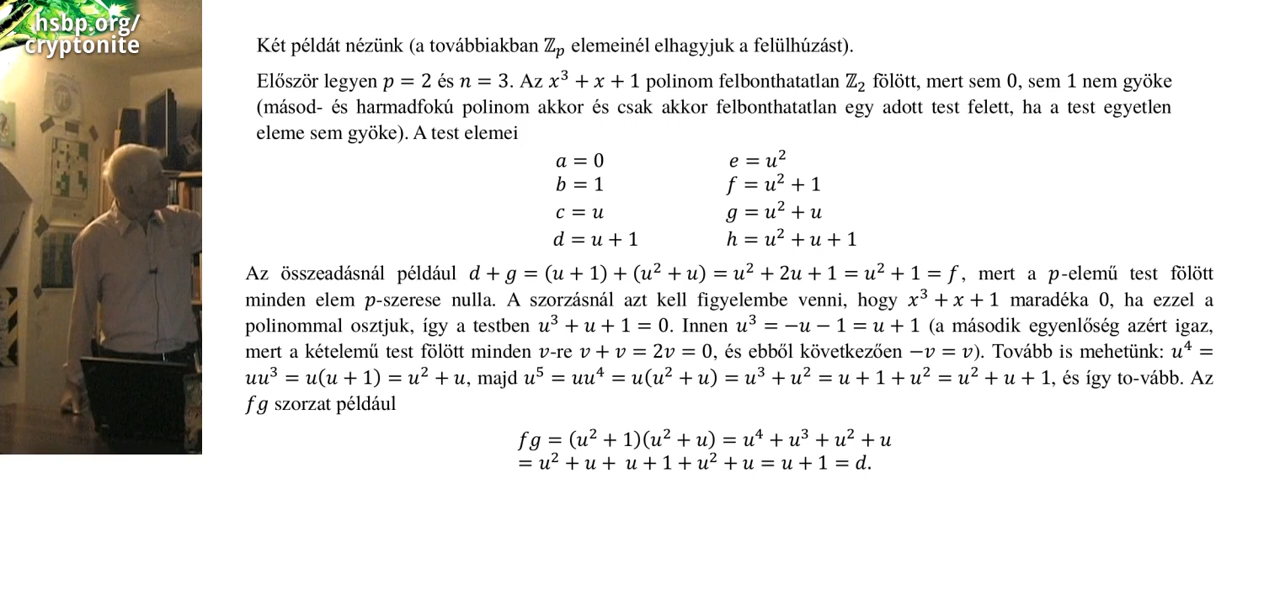 hsbp.org/
cryptonite
Két példát nézünk (a továbbiakban ℤₚ elemeinél elhagyjuk a felülhúzást).
Először legyen p = 2 és n = 3. Az x³ + x + 1 polinom felbonthatatlan ℤ₂ fölött, mert sem 0, sem 1 nem gyöke
(másod- és harmadfokú polinom akkor és csak akkor felbonthatatlan egy adott test felett, ha a test egyetlen
eleme sem gyöke). A test elemei
a = 0 e = u²
b = 1 f = u² + 1
c = u g = u² + u
d = u + 1 h = u² + u + 1
Az összeadásnál például d + g = (u + 1) + (u² + u) = u² + 2u + 1 = u² + 1 = f, mert a p-elemű test fölött
minden elem p-szerese nulla. A szorzásnál azt kell figyelembe venni, hogy x³ + x + 1 maradéka 0, ha ezzel a
polinommal osztjuk, így a testben u³ + u + 1 = 0. Innen u³ = −u − 1 = u + 1 (a második egyenlőség azért igaz,
mert a kételemű test fölött minden v-re v + v = 2v = 0, és ebből következően −v = v). Tovább is mehetünk: u⁴ =
uu³ = u(u + 1) = u² + u, majd u⁵ = uu⁴ = u(u² + u) = u³ + u² = u + 1 + u² = u² + u + 1, és így to-vább. Az
fg szorzat például
fg = (u² + 1)(u² + u) = u⁴ + u³ + u² + u
= u² + u + u + 1 + u² + u = u + 1 = d.